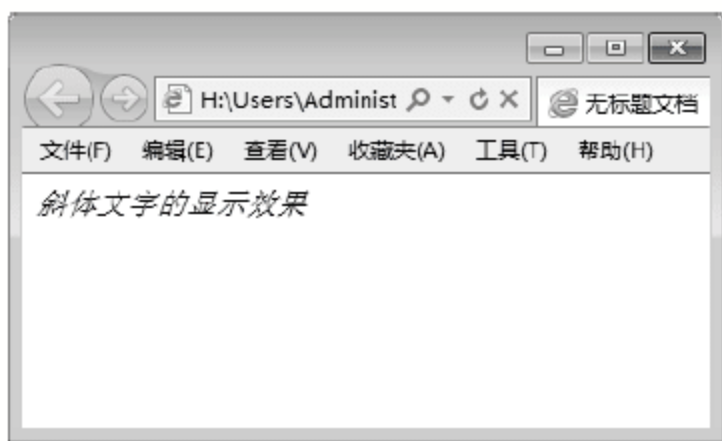 H:\Users\Administ
无标题文档
文件(F) 编辑(E) 查看(V) 收藏夹(A) 工具(T) 帮助(H)
斜体文字的显示效果